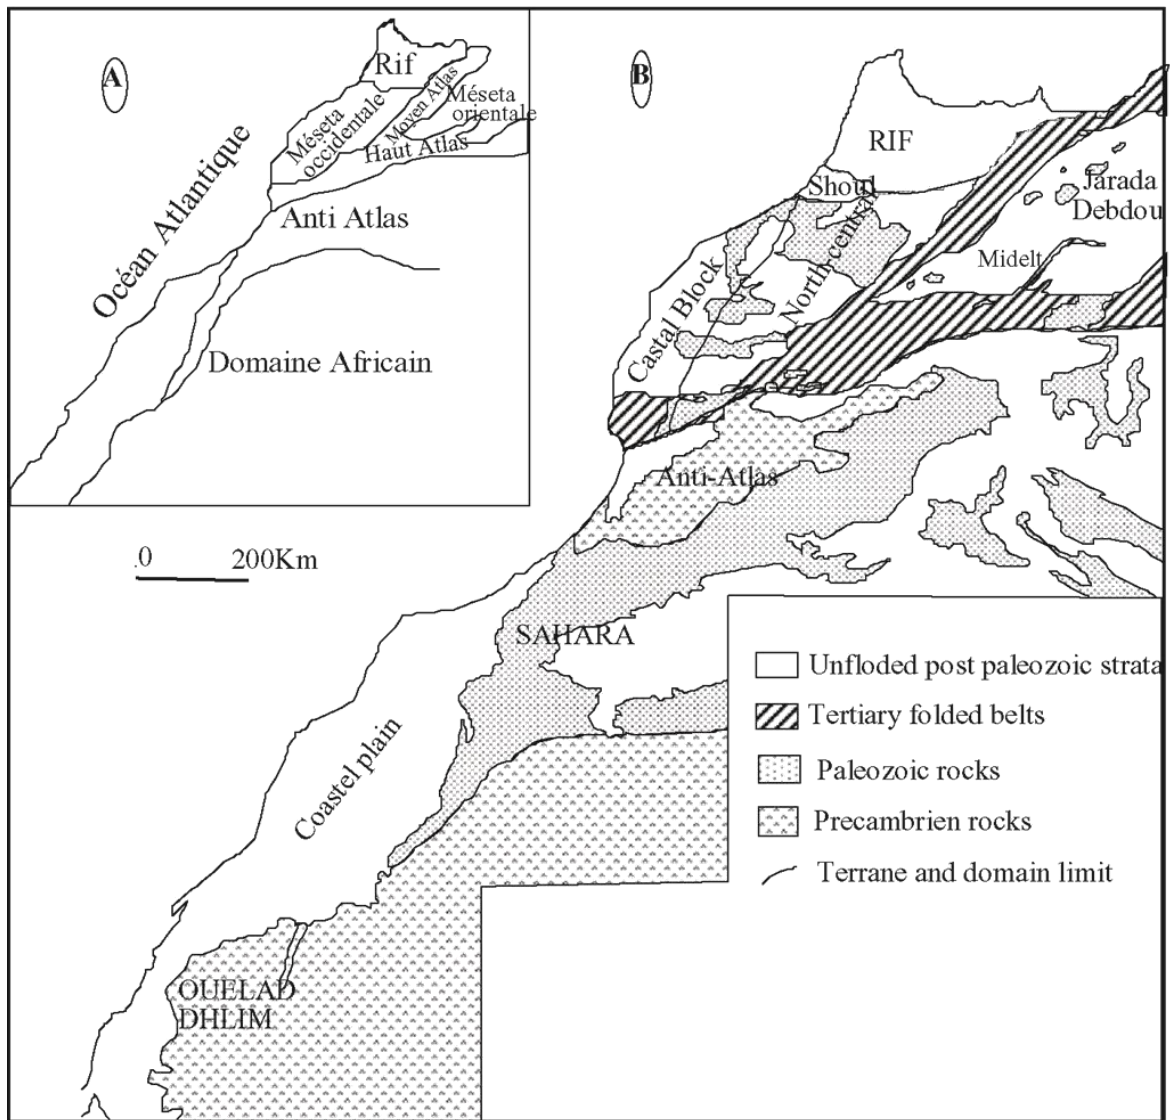 A
Rif
Moyen Atlas
Méseta
orientale
Méseta
occidentale
Haut Atlas
Océan Atlantique
Anti Atlas
Domaine Africain
B
RIF
Shoul
Jarada
Debdou
North-central
Midelt
Castal Block
Anti-Atlas
.0 200Km
SAHARA
Coastel plain
OUELAD
DHLIM
Unfloded post paleozoic strata
Tertiary folded belts
Paleozoic rocks
Precambrien rocks
Terrane and domain limit